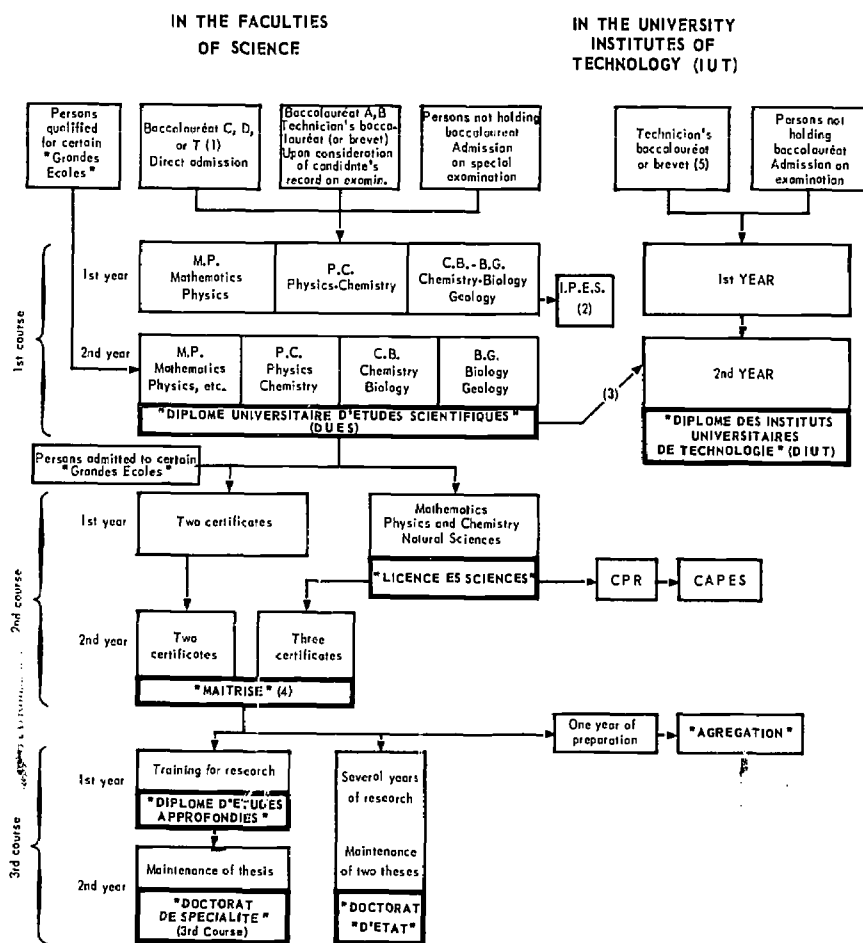 IN THE FACULTIES
OF SCIENCE
IN THE UNIVERSITY
INSTITUTES OF
TECHNOLOGY (IUT)
Persons
qualified
for certain
"Grandes
Ecoles"
Baccalauréat C, D,
or T (1)
Direct admission
Baccalauréat A,B
Technician's bacca-
lauréat (or brevet)
Upon consideration
of candidate's
record on examin.
Persons not holding
baccalaureat
Admission
on special
examination
Technician's
baccalauréat
or brevet (5)
Persons not
holding
baccalauréat
Admission on
examination
1st course
1st year
M.P.
Mathematics
Physics
P.C.
Physics-Chemistry
C.B.-B.G.
Chemistry-Biology
Geology
I.P.E.S.
(2)
1st YEAR
2nd year
M.P.
Mathematics
Physics, etc.
P.C.
Physics
Chemistry
C.B.
Chemistry
Biology
B.G.
Biology
Geology
(3)
2nd YEAR
"DIPLOME UNIVERSITAIRE D'ETUDES SCIENTIFIQUES"
(DUES)
"DIPLOME DES INSTITUTS
UNIVERSITAIRES
DE TECHNOLOGIE" (DIUT)
Persons admitted to certain
"Grandes Ecoles"
2nd course
1st year
Two certificates
Mathematics
Physics and Chemistry
Natural Sciences
"LICENCE ES SCIENCES"
CPR
CAPES
2nd year
Two
certificates
Three
certificates
"MAITRISE" (4)
One year of
preparation
"AGREGATION"
3rd course
1st year
Training for research
"DIPLOME D'ETUDES
APPROFONDIES"
Several years
of research
2nd year
Maintenance of thesis
"DOCTORAT
DE SPECIALITE"
(3rd Course)
Maintenance
of two theses
"DOCTORAT
"D'ETAT"